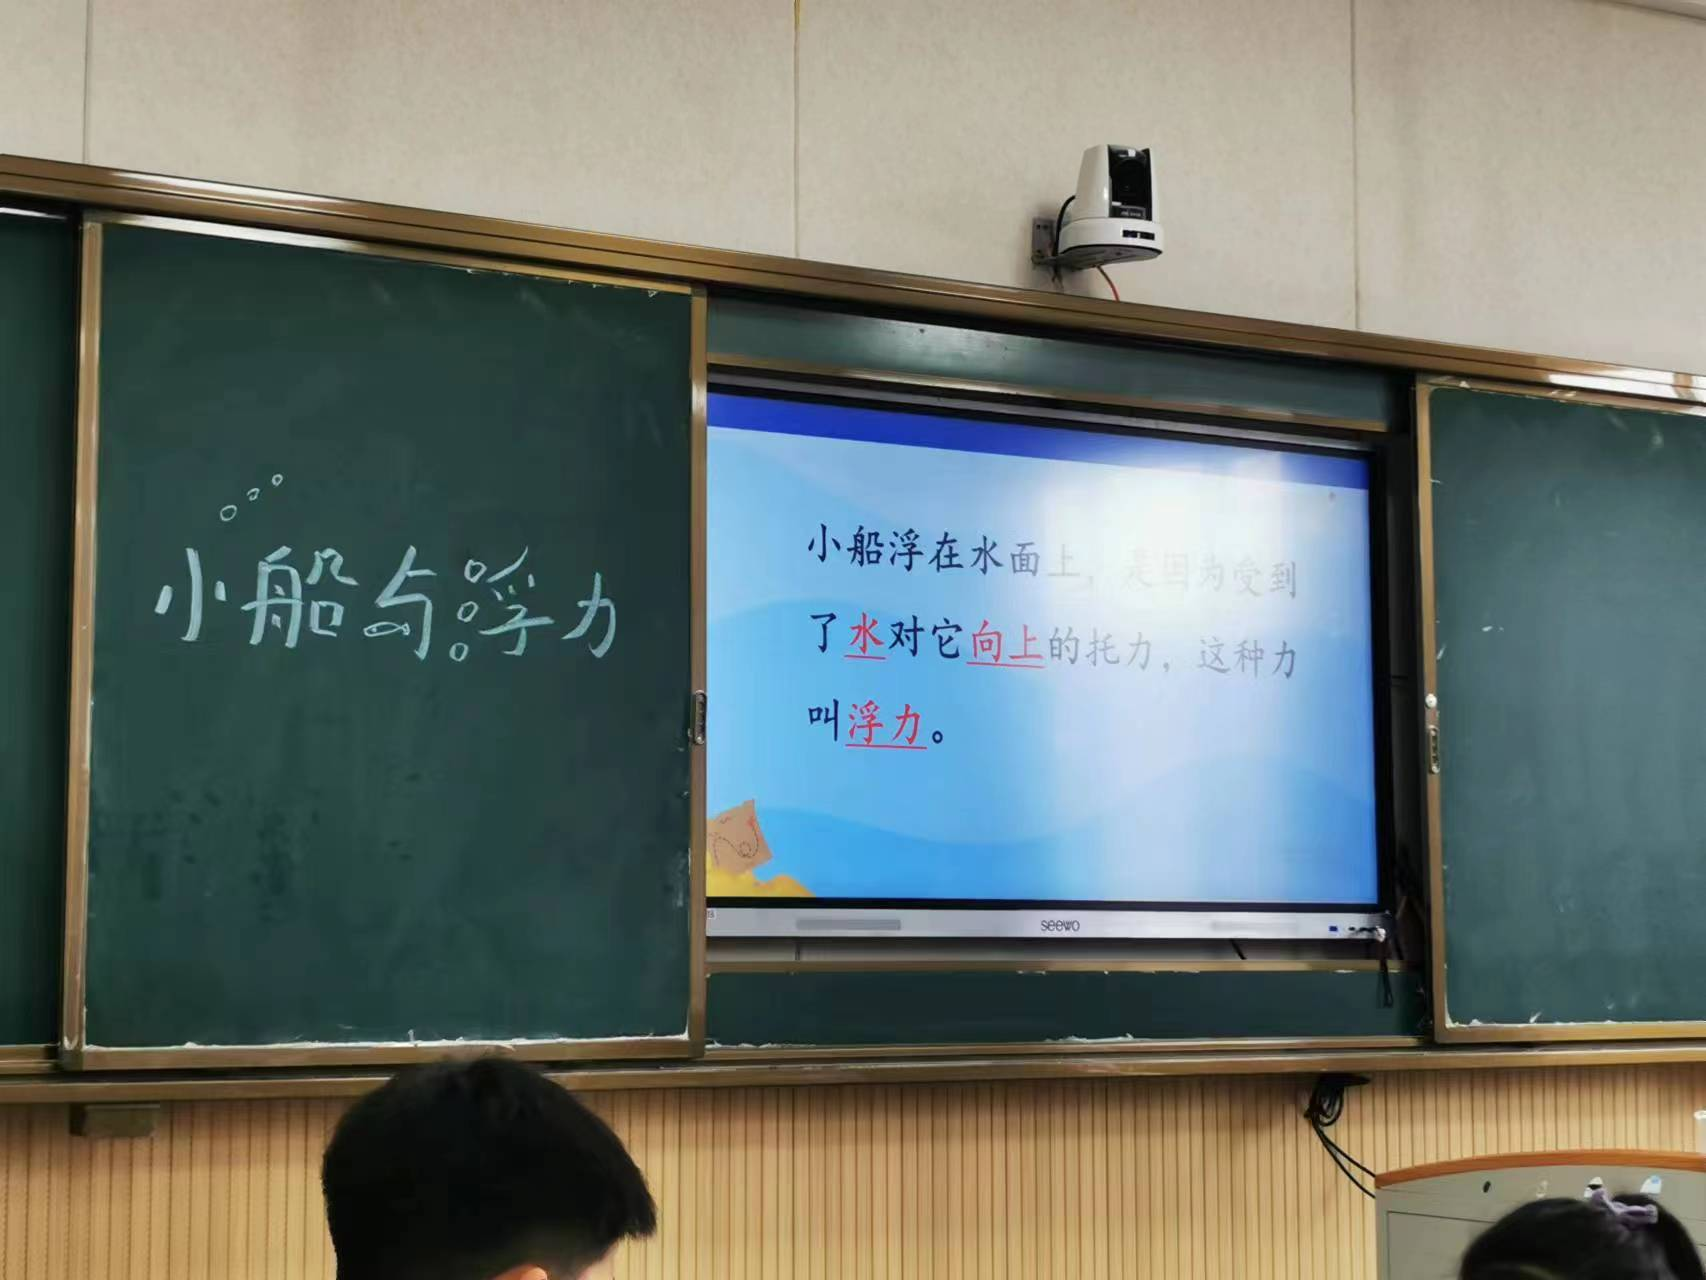 小船与浮力
小船浮在水面上，是因为受到
了水对它向上的托力，这种力
叫浮力。
seewo